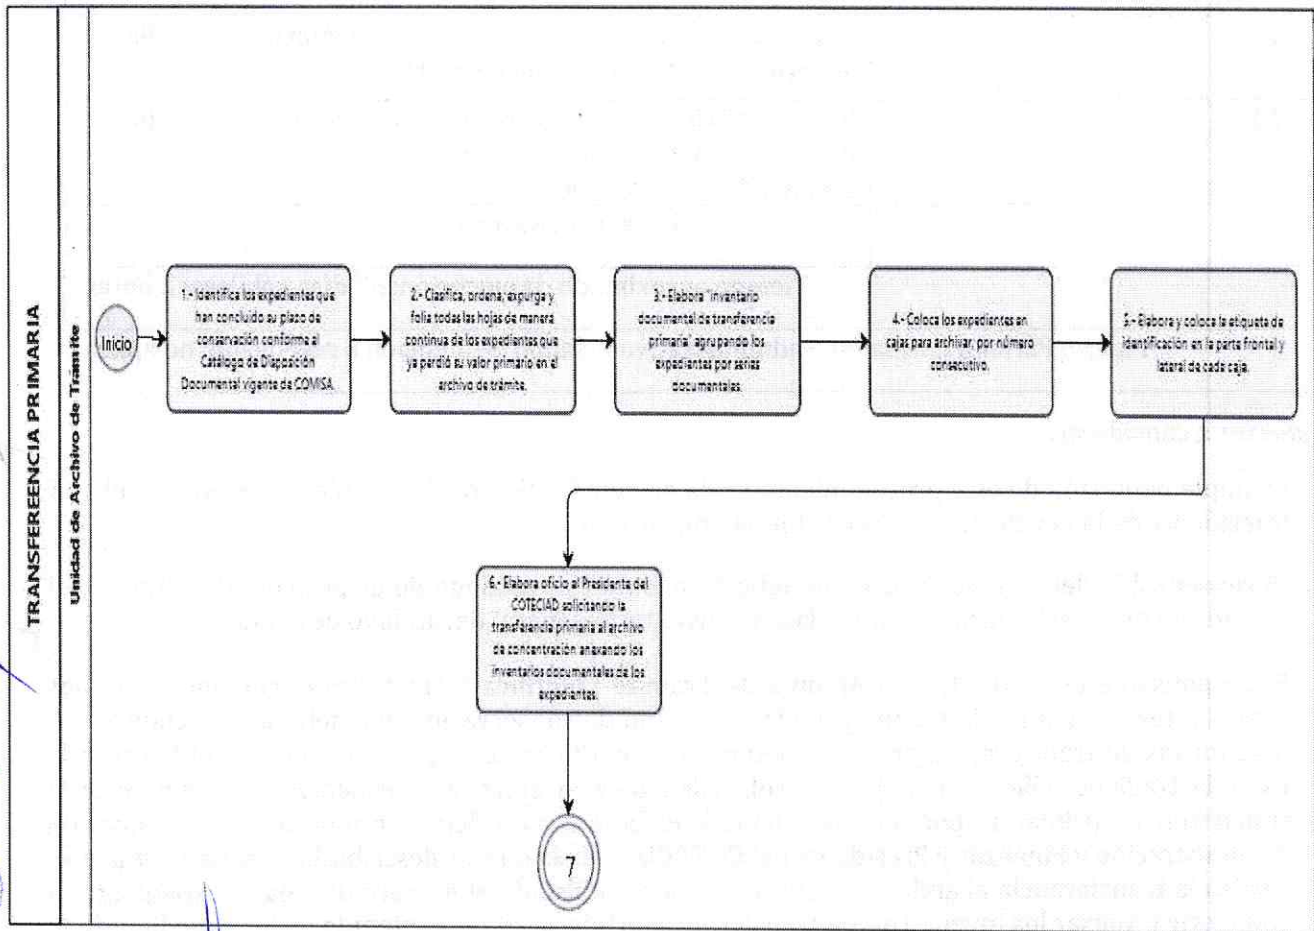 TRANSFEREENCIA PRIMARIA
Unidad de Archivo de Trámite
Inicio
1.- Identifica los expedientes que
han concluido su plazo de
conservación conforme al
Catálogo de Disposición
Documental vigente de COMISA.
2.- Clasifica, ordena, expurga y
folia todas las hojas de manera
continua de los expedientes que
ya perdió su valor primario en el
archivo de trámite.
3.- Elabora "inventario
documental de transferencia
primaria" agrupando los
expedientes por series
documentales.
4.- Coloca los expedientes en
cajas para archivar, por número
consecutivo.
5.- Elabora y coloca la etiqueta de
identificación en la parte frontal y
lateral de cada caja.
6.- Elabora oficio al Presidente del
COTECIAD solicitando la
transferencia primaria al archivo
de concentración anexando los
inventarios documentales de los
expedientes.
7